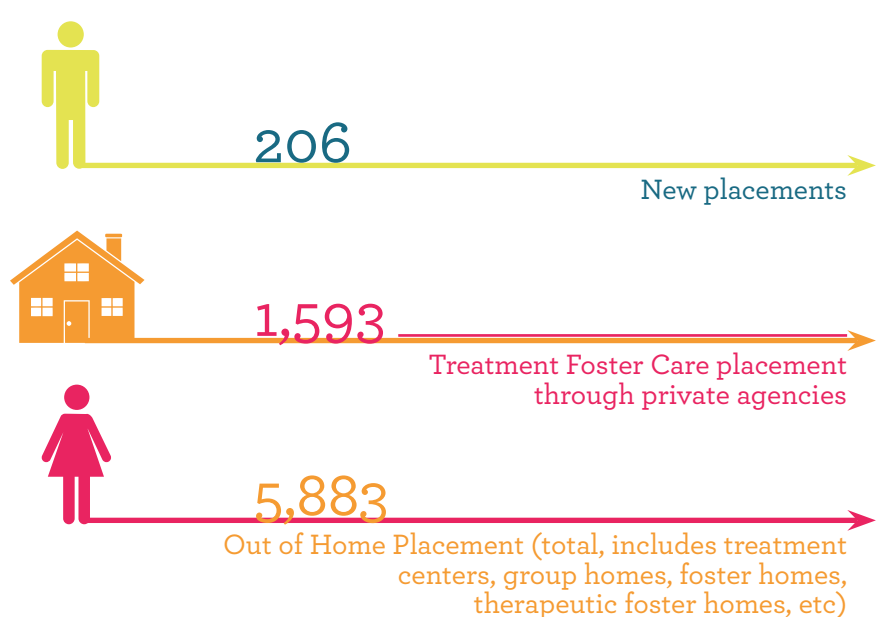 206
New placements
1,593
Treatment Foster Care placement
through private agencies
5,883
Out of Home Placement (total, includes treatment
centers, group homes, foster homes,
therapeutic foster homes, etc)